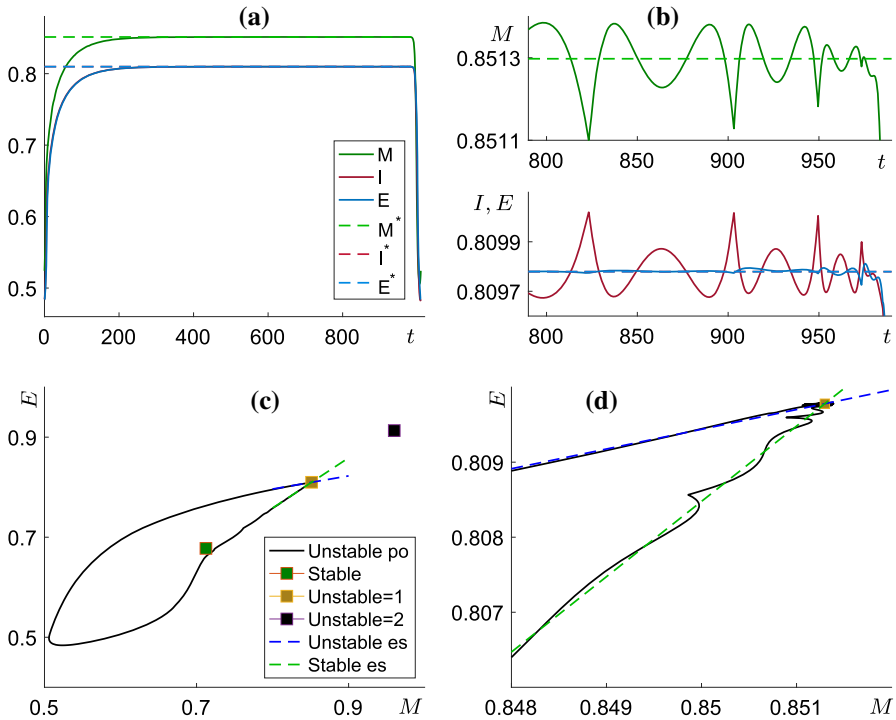 (a)
0.8
0.7
0.6
0.5
M
I
E
M*
I*
E*
0 200 400 600 800 t
(b)
M
0.8513
0.8511
800 850 900 950 t
I, E
0.8099
0.8097
800 850 900 950 t
(c)
E
0.9
0.7
0.5
Unstable po
Stable
Unstable=1
Unstable=2
Unstable es
Stable es
0.5 0.7 0.9 M
(d)
E
0.809
0.808
0.807
0.848 0.849 0.85 0.851 M